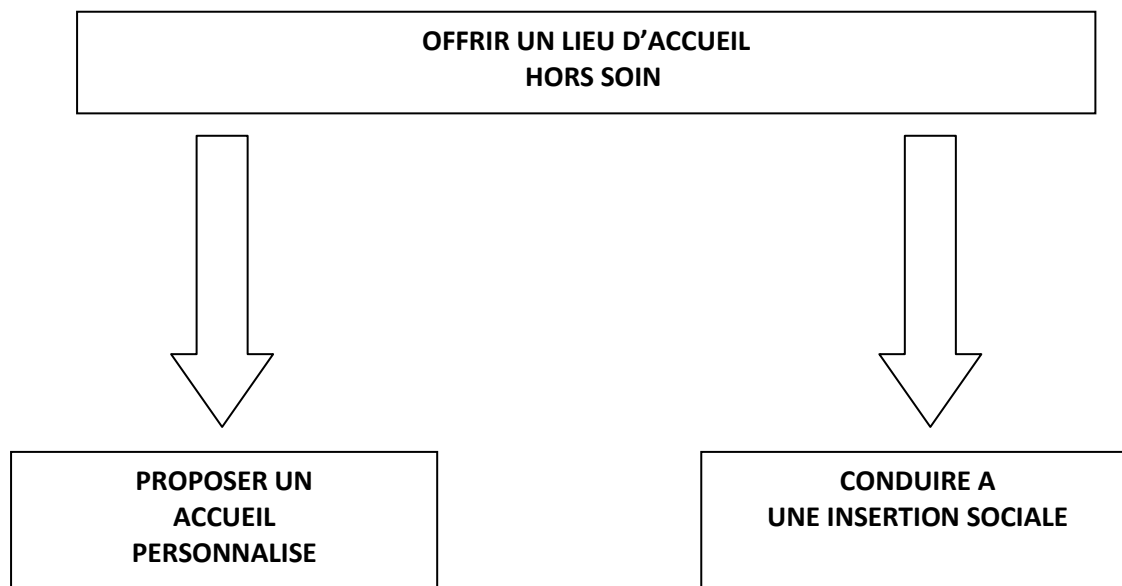 OFFRIR UN LIEU D’ACCUEIL
HORS SOIN
PROPOSER UN
ACCUEIL
PERSONNALISE
CONDUIRE A
UNE INSERTION SOCIALE